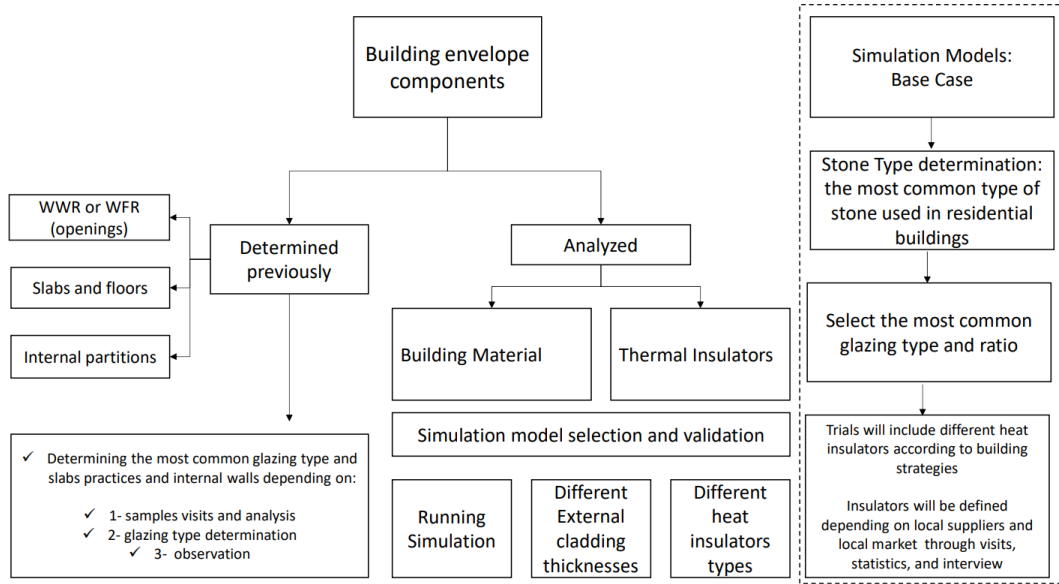 Building envelope
components
WWR or WFR
(openings)
Slabs and floors
Internal partitions
Determined
previously
Analyzed
Building Material
Thermal Insulators
Simulation model selection and validation
✓ Determining the most common glazing type and
slabs practices and internal walls depending on:
✓ 1- samples visits and analysis
✓ 2- glazing type determination
✓ 3- observation
Running
Simulation
Different
External
cladding
thicknesses
Different
heat
insulators
types
Simulation Models:
Base Case
Stone Type determination:
the most common type of
stone used in residential
buildings
Select the most common
glazing type and ratio
Trials will include different heat
insulators according to building
strategies
Insulators will be defined
depending on local suppliers and
local market through visits,
statistics, and interview